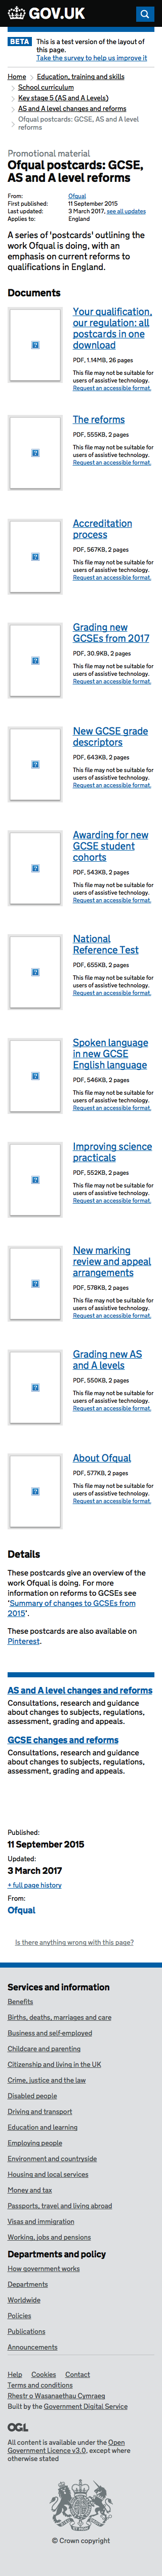 GOV.UK
BETA This is a test version of the layout of
this page.
Take the survey to help us improve it
Home
Education, training and skills
School curriculum
Key stage 5 (AS and A Levels)
AS and A level changes and reforms
Ofqual postcards: GCSE, AS and A level
reforms
Promotional material
Ofqual postcards: GCSE,
AS and A level reforms
From: Ofqual
First published: 11 September 2015
Last updated: 3 March 2017, see all updates
Applies to: England
A series of 'postcards' outlining the
work Ofqual is doing, with an
emphasis on current reforms to
qualifications in England.
Documents
Your qualification,
our regulation: all
postcards in one
download
PDF, 1.14MB, 26 pages
This file may not be suitable for
users of assistive technology.
Request an accessible format.
The reforms
PDF, 555KB, 2 pages
This file may not be suitable for
users of assistive technology.
Request an accessible format.
Accreditation
process
PDF, 567KB, 2 pages
This file may not be suitable for
users of assistive technology.
Request an accessible format.
Grading new
GCSEs from 2017
PDF, 30.9KB, 2 pages
This file may not be suitable for
users of assistive technology.
Request an accessible format.
New GCSE grade
descriptors
PDF, 643KB, 2 pages
This file may not be suitable for
users of assistive technology.
Request an accessible format.
Awarding for new
GCSE student
cohorts
PDF, 543KB, 2 pages
This file may not be suitable for
users of assistive technology.
Request an accessible format.
National
Reference Test
PDF, 655KB, 2 pages
This file may not be suitable for
users of assistive technology.
Request an accessible format.
Spoken language
in new GCSE
English language
PDF, 546KB, 2 pages
This file may not be suitable for
users of assistive technology.
Request an accessible format.
Improving science
practicals
PDF, 552KB, 2 pages
This file may not be suitable for
users of assistive technology.
Request an accessible format.
New marking
review and appeal
arrangements
PDF, 578KB, 2 pages
This file may not be suitable for
users of assistive technology.
Request an accessible format.
Grading new AS
and A levels
PDF, 550KB, 2 pages
This file may not be suitable for
users of assistive technology.
Request an accessible format.
About Ofqual
PDF, 577KB, 2 pages
This file may not be suitable for
users of assistive technology.
Request an accessible format.
Details
These postcards give an overview of the
work Ofqual is doing. For more
information on reforms to GCSEs see
'Summary of changes to GCSEs from
2015'.
These postcards are also available on
Pinterest.
AS and A level changes and reforms
Consultations, research and guidance
about changes to subjects, regulations,
assessment, grading and appeals.
GCSE changes and reforms
Consultations, research and guidance
about changes to subjects, regulations,
assessment, grading and appeals.
Published:
11 September 2015
Updated:
3 March 2017
+ full page history
From:
Ofqual
Is there anything wrong with this page?
Services and information
Benefits
Births, deaths, marriages and care
Business and self-employed
Childcare and parenting
Citizenship and living in the UK
Crime, justice and the law
Disabled people
Driving and transport
Education and learning
Employing people
Environment and countryside
Housing and local services
Money and tax
Passports, travel and living abroad
Visas and immigration
Working, jobs and pensions
Departments and policy
How government works
Departments
Worldwide
Policies
Publications
Announcements
Help Cookies Contact
Terms and conditions
Rhestr o Wasanaethau Cymraeg
Built by the Government Digital Service
OGL
All content is available under the Open
Government Licence v3.0, except where
otherwise stated
© Crown copyright